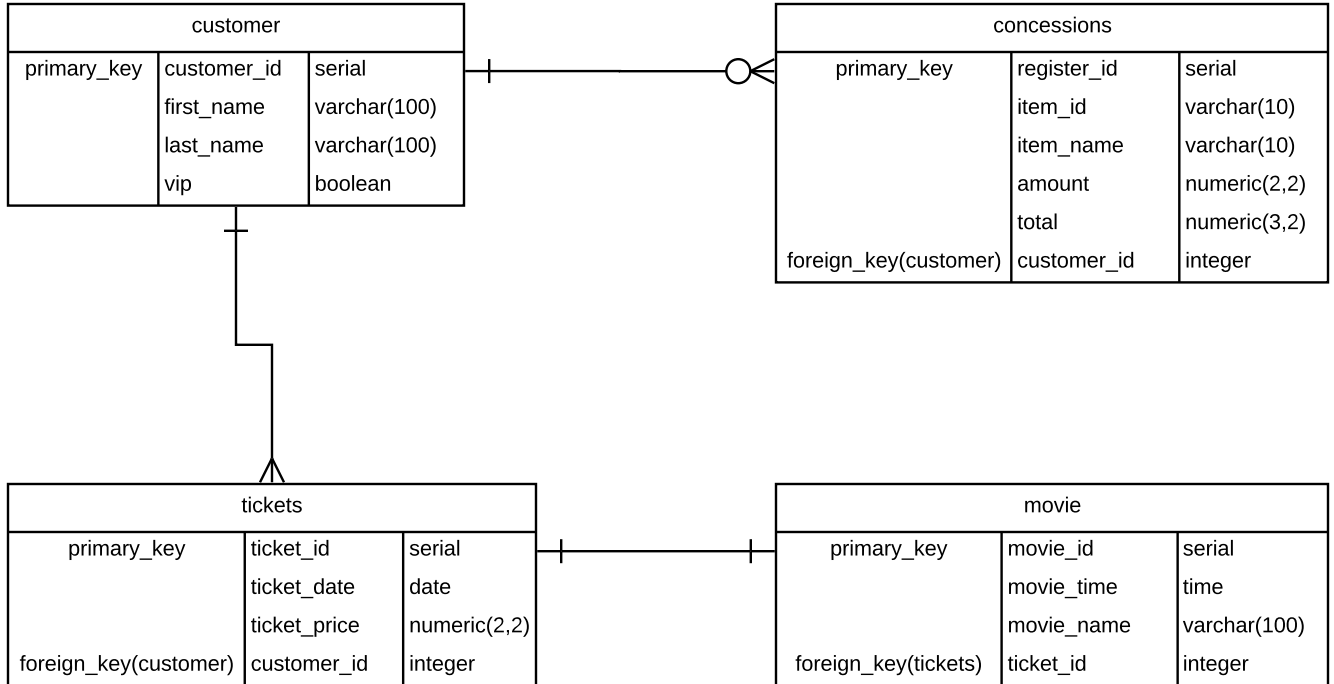 customer
primary_key customer_id serial
first_name varchar(100)
last_name varchar(100)
vip boolean
concessions
primary_key register_id serial
item_id varchar(10)
item_name varchar(10)
amount numeric(2,2)
total numeric(3,2)
foreign_key(customer) customer_id integer
tickets
primary_key ticket_id serial
ticket_date date
ticket_price numeric(2,2)
foreign_key(customer) customer_id integer
movie
primary_key movie_id serial
movie_time time
movie_name varchar(100)
foreign_key(tickets) ticket_id integer